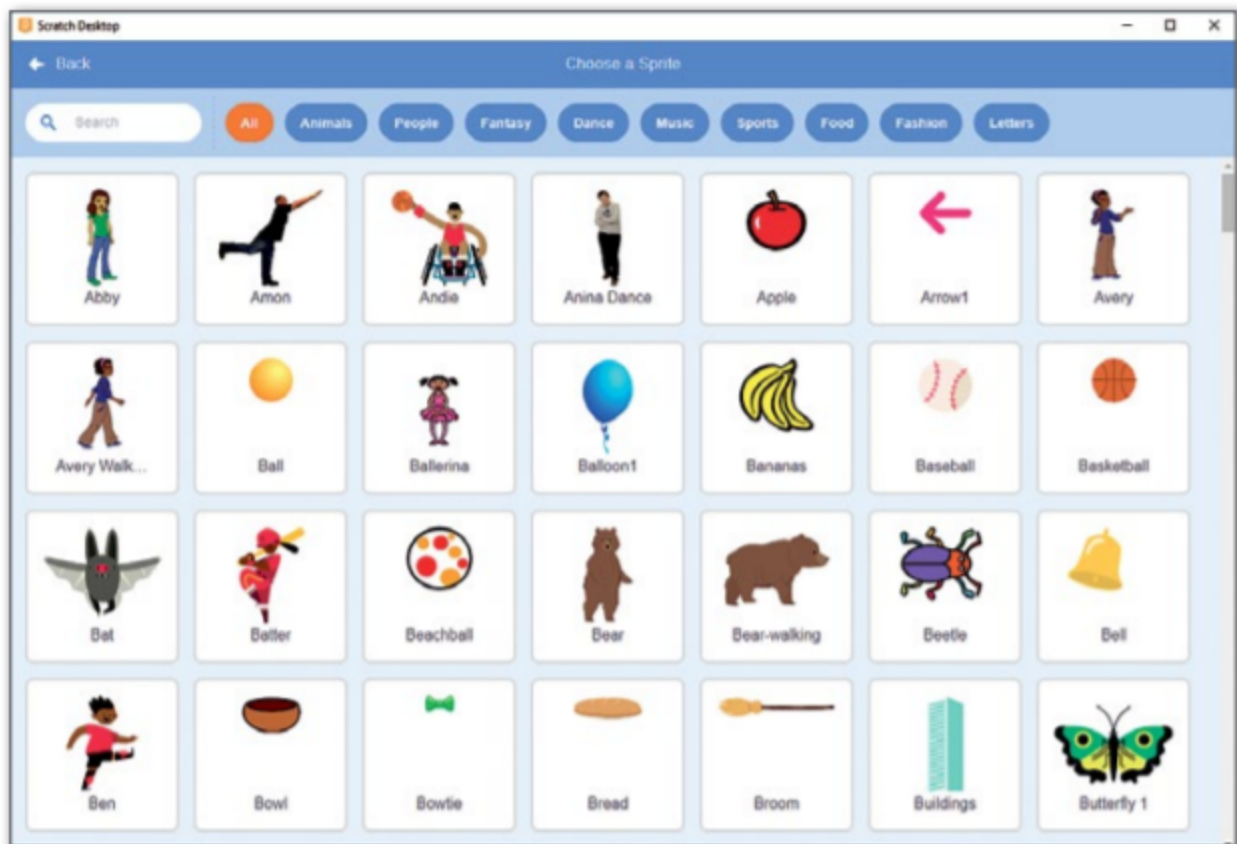 Scratch Desktop
Back
Choose a Sprite
Search
All
Animals
People
Fantasy
Dance
Music
Sports
Food
Fashion
Letters
Abby
Amon
Andie
Anina Dance
Apple
Arrow1
Avery
Avery Walk...
Ball
Ballerina
Balloon1
Bananas
Baseball
Basketball
Bat
Batter
Beachball
Bear
Bear-walking
Beetle
Bell
Ben
Bowl
Bowtie
Bread
Broom
Buildings
Butterfly 1